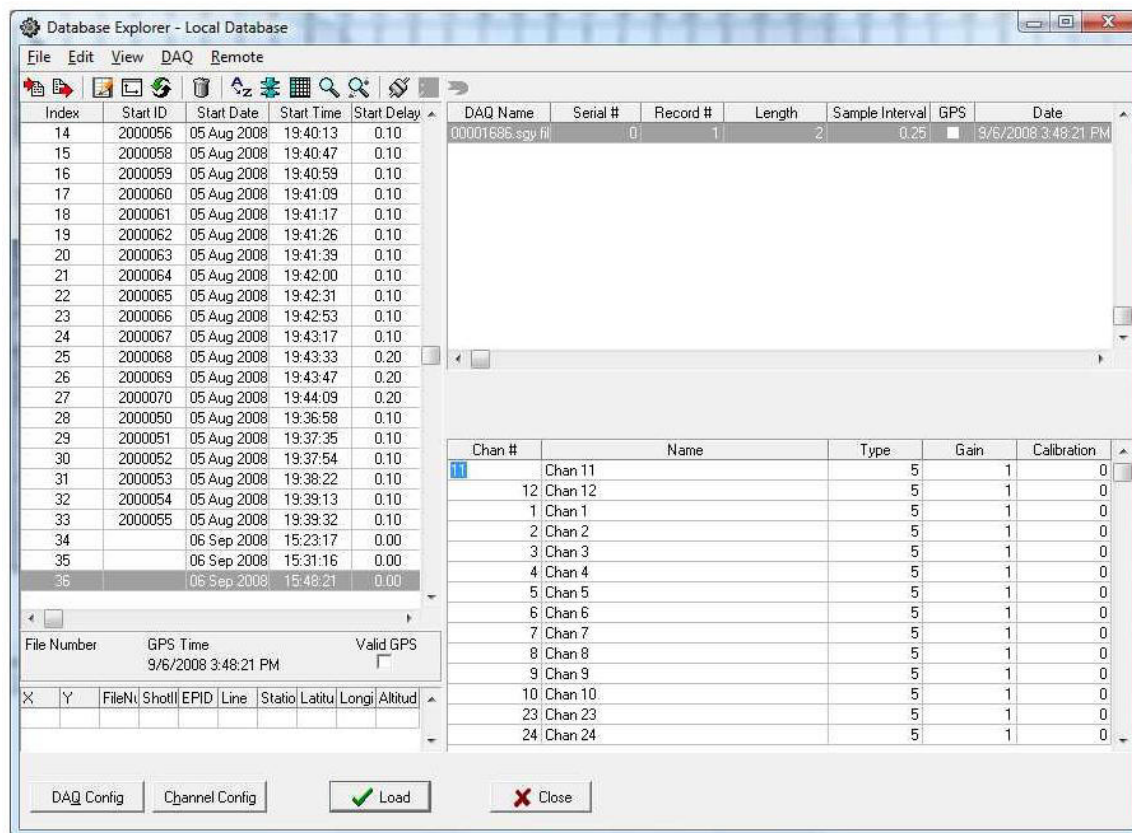 Database Explorer - Local Database
File Edit View DAQ Remote
Index Start ID Start Date Start Time Start Delay
14 2000056 05 Aug 2008 19:40:13 0.10
15 2000058 05 Aug 2008 19:40:47 0.10
16 2000059 05 Aug 2008 19:40:59 0.10
17 2000060 05 Aug 2008 19:41:09 0.10
18 2000061 05 Aug 2008 19:41:17 0.10
19 2000062 05 Aug 2008 19:41:26 0.10
20 2000063 05 Aug 2008 19:41:39 0.10
21 2000064 05 Aug 2008 19:42:00 0.10
22 2000065 05 Aug 2008 19:42:31 0.10
23 2000066 05 Aug 2008 19:42:53 0.10
24 2000067 05 Aug 2008 19:43:17 0.10
25 2000068 05 Aug 2008 19:43:33 0.20
26 2000069 05 Aug 2008 19:43:47 0.20
27 2000070 05 Aug 2008 19:44:09 0.20
28 2000050 05 Aug 2008 19:36:58 0.10
29 2000051 05 Aug 2008 19:37:35 0.10
30 2000052 05 Aug 2008 19:37:54 0.10
31 2000053 05 Aug 2008 19:38:22 0.10
32 2000054 05 Aug 2008 19:39:13 0.10
33 2000055 05 Aug 2008 19:39:32 0.10
34 06 Sep 2008 15:23:17 0.00
35 06 Sep 2008 15:31:16 0.00
36 06 Sep 2008 15:48:21 0.00
File Number GPS Time Valid GPS
9/6/2008 3:48:21 PM
X Y FileNu ShotI EPID Line Statio Latitu Longi Altitud
DAQ Name Serial # Record # Length Sample Interval GPS Date
00001686.sgy fil 0 1 2 0.25 9/6/2008 3:48:21 PM
Chan # Name Type Gain Calibration
11 Chan 11 5 1 0
12 Chan 12 5 1 0
1 Chan 1 5 1 0
2 Chan 2 5 1 0
3 Chan 3 5 1 0
4 Chan 4 5 1 0
5 Chan 5 5 1 0
6 Chan 6 5 1 0
7 Chan 7 5 1 0
8 Chan 8 5 1 0
9 Chan 9 5 1 0
10 Chan 10 5 1 0
23 Chan 23 5 1 0
24 Chan 24 5 1 0
DAQ Config Channel Config Load Close